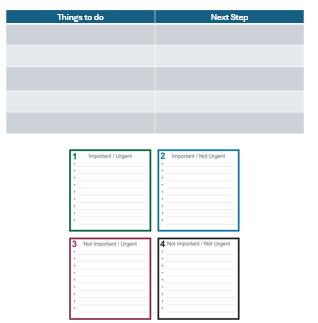 Things to do Next Step
1 Important / Urgent
2 Important / Not Urgent
3 Not Important / Urgent
4 Not Important / Not Urgent